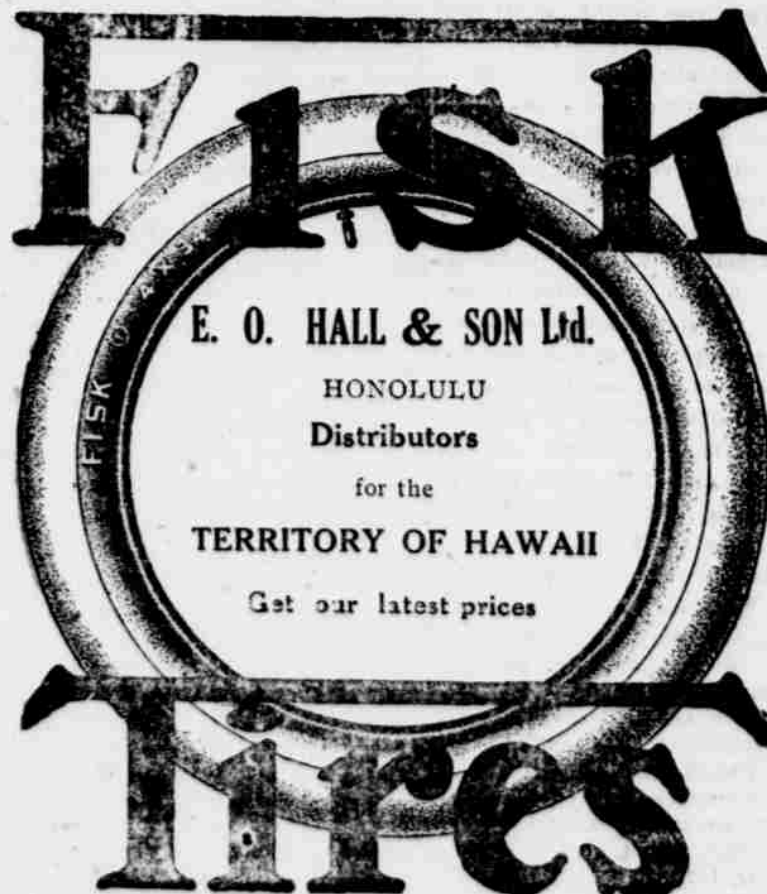 Fisk
FISK
E. O. HALL & SON Ltd.
HONOLULU
Distributors
for the
TERRITORY OF HAWAII
Get our latest prices
Tires